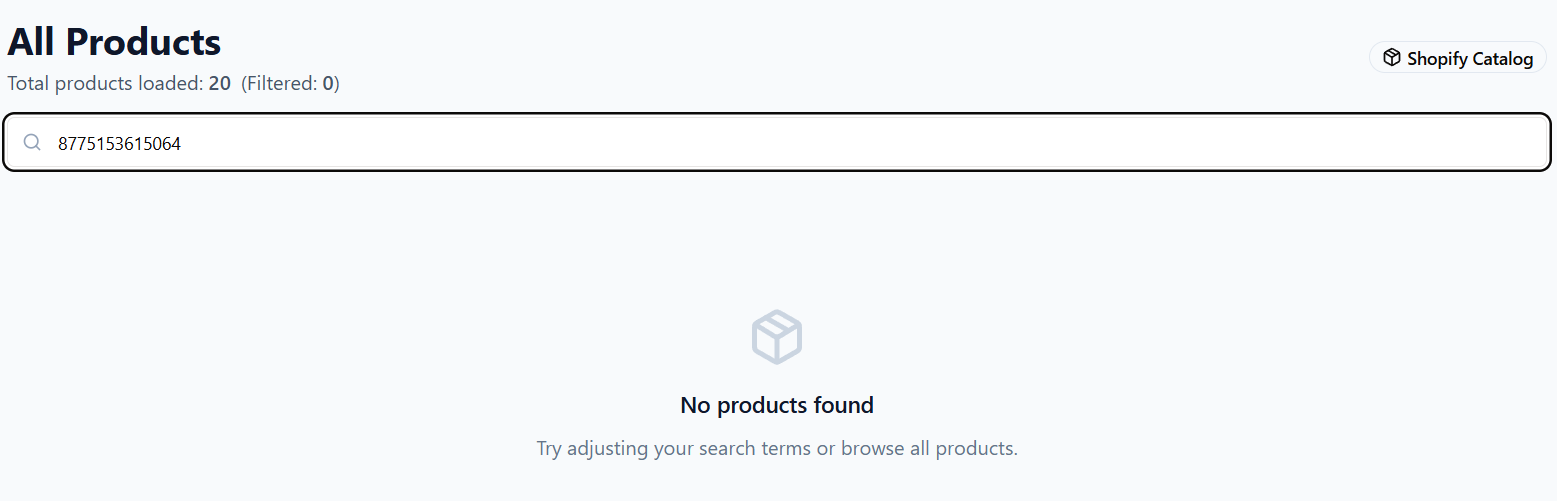 All Products
Shopify Catalog
Total products loaded: 20 (Filtered: 0)
8775153615064
No products found
Try adjusting your search terms or browse all products.